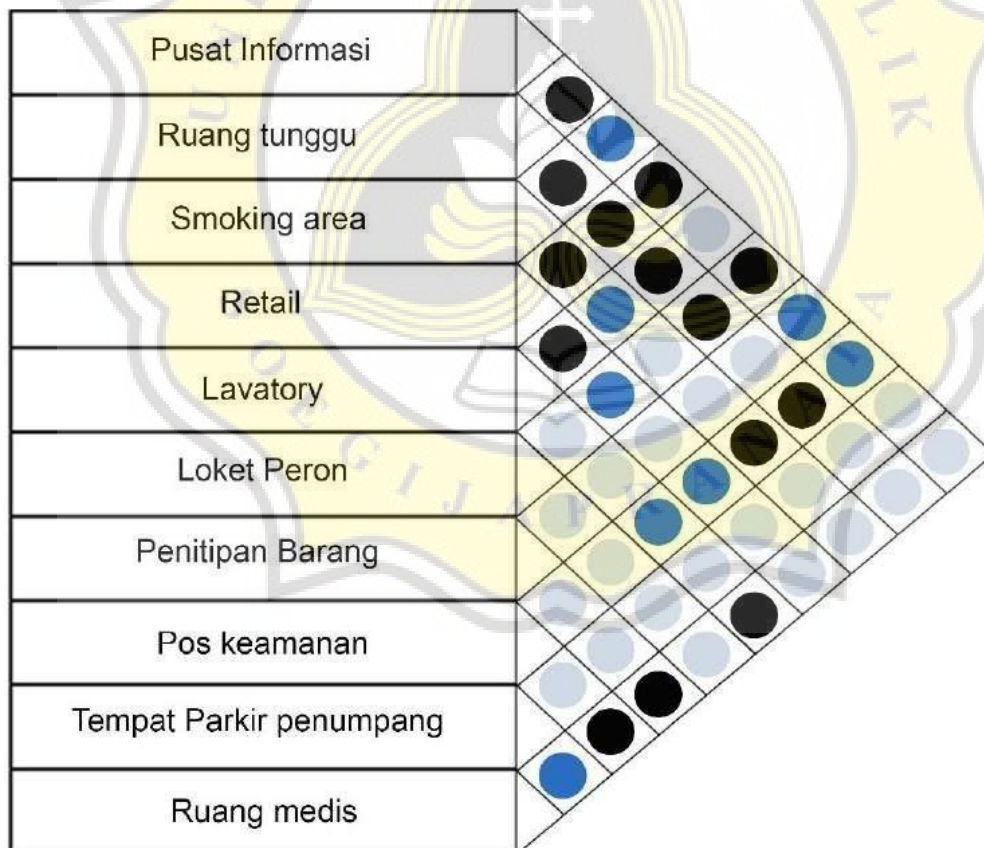 Pusat Informasi
Ruang tunggu
Smoking area
Retail
Lavatory
Loket Peron
Penitipan Barang
Pos keamanan
Tempat Parkir penumpang
Ruang medis